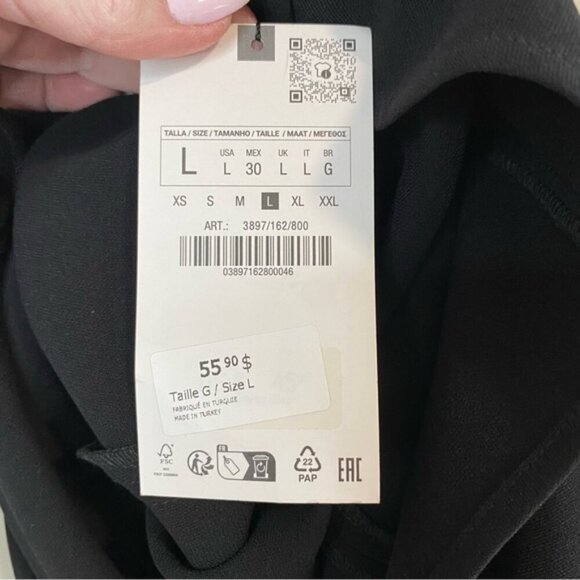 TALLA / SIZE / TAMANHO / TAILLE / MAAT / ΜΕΓΕΘΟΣ
USA MEX UK IT BR
L L 30 L L G
XS S M L XL XXL
ART.: 3897/162/800
03897162800046
55 90 $
Taille G / Size L
FABRIQUÉ EN TURQUIE
MADE IN TURKEY
FR
FSC
22
PAP
EAC